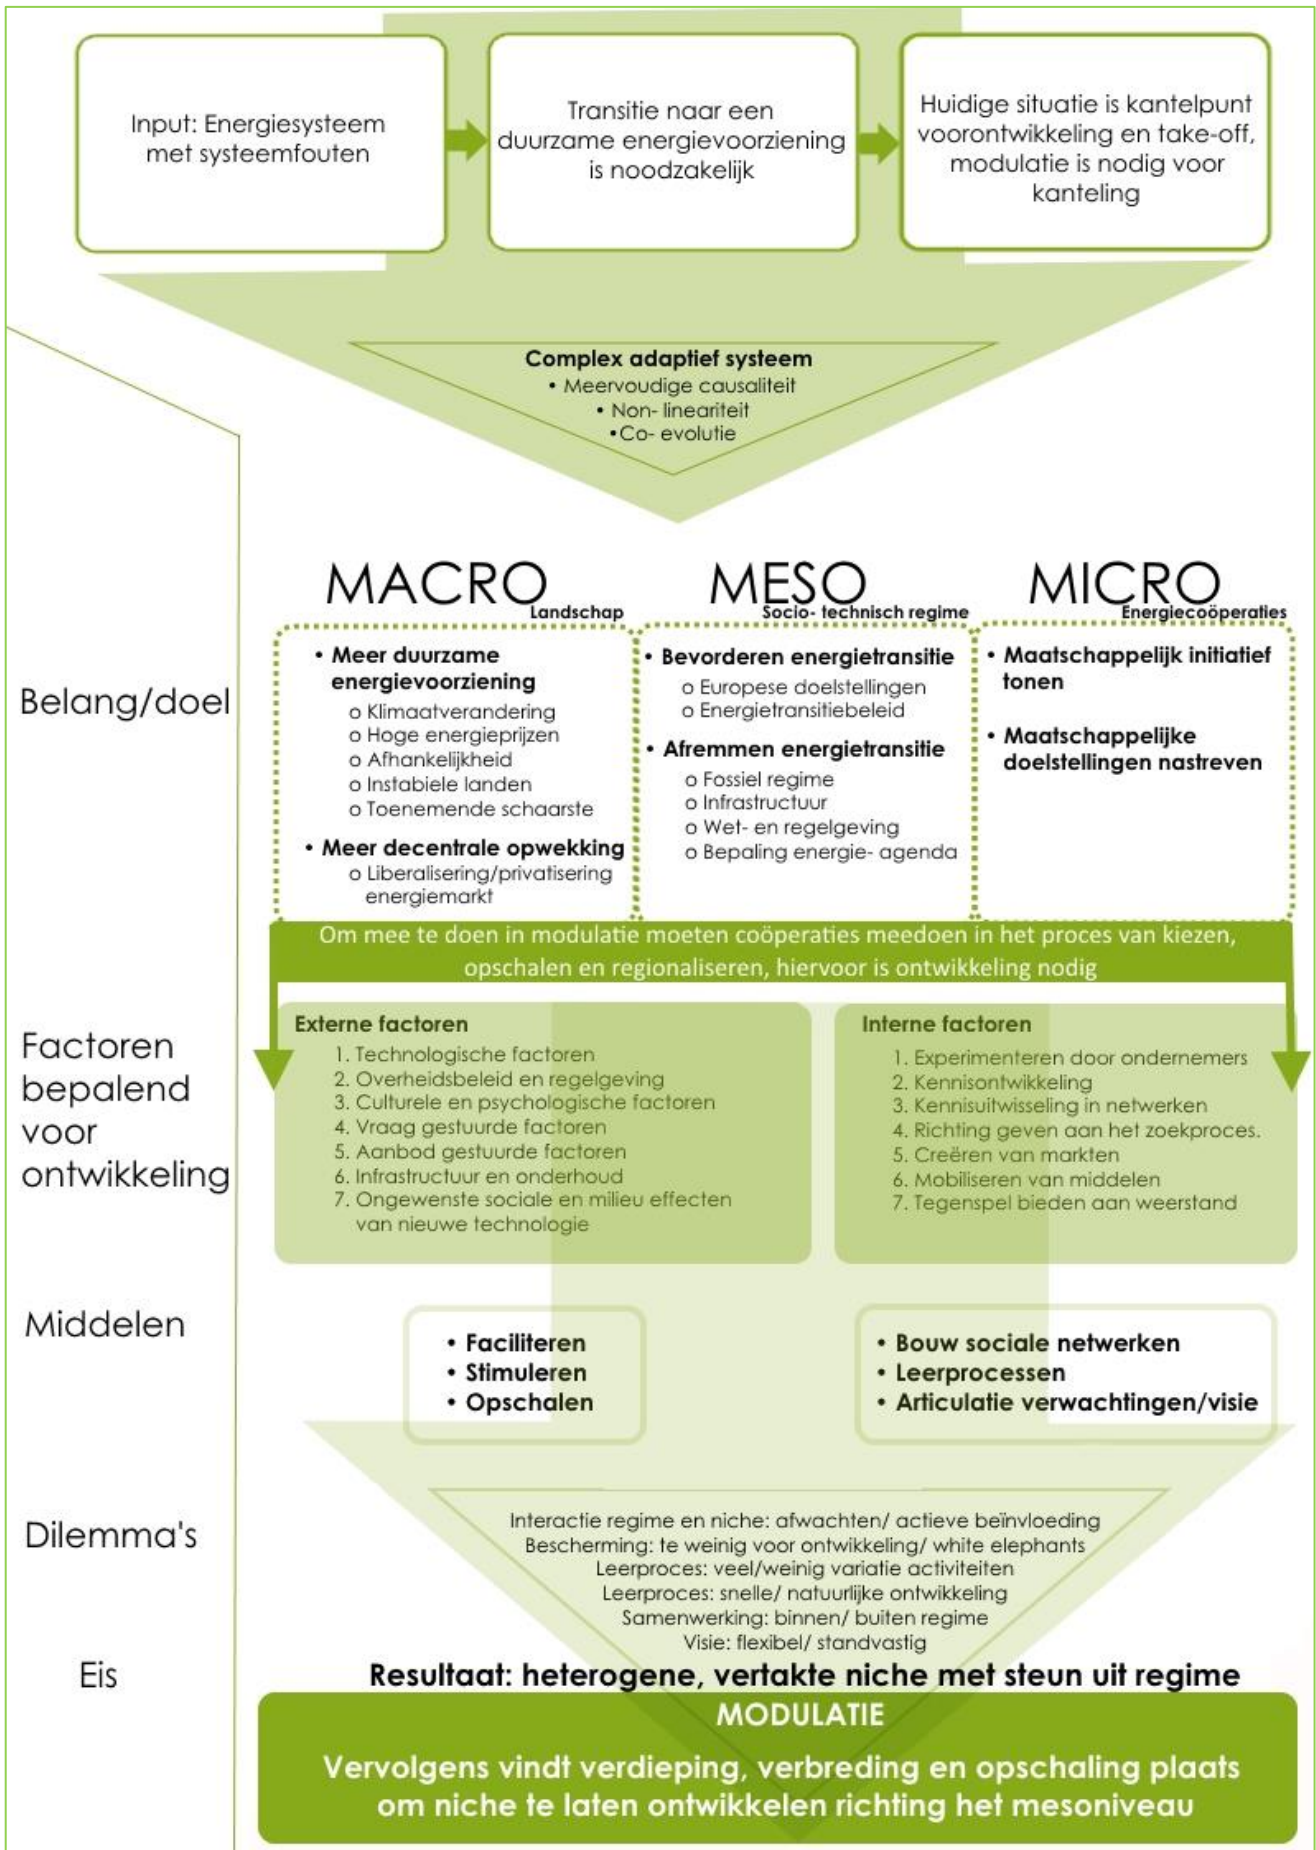 Input: Energiesysteem
met systeemfouten
Transitie naar een
duurzame energievoorziening
is noodzakelijk
Huidige situatie is kantelpunt
voorontwikkeling en take-off,
modulatie is nodig voor
kanteling
Complex adaptief systeem
• Meervoudige causaliteit
• Non- lineariteit
•Co- evolutie
Belang/doel
MACRO
Landschap
• Meer duurzame
energievoorziening
o Klimaatverandering
o Hoge energieprijzen
o Afhankelijkheid
o Instabiele landen
o Toenemende schaarste
• Meer decentrale opwekking
o Liberalisering/privatisering
energiemarkt
MESO
Socio- technisch regime
• Bevorderen energietransitie
o Europese doelstellingen
o Energietransitiebeleid
• Afremmen energietransitie
o Fossiel regime
o Infrastructuur
o Wet- en regelgeving
o Bepaling energie- agenda
MICRO
Energiecoöperaties
• Maatschappelijk initiatief
tonen
• Maatschappelijke
doelstellingen nastreven
Om mee te doen in modulatie moeten coöperaties meedoen in het proces van kiezen,
opschalen en regionaliseren, hiervoor is ontwikkeling nodig
Factoren
bepalend
voor
ontwikkeling
Externe factoren
1. Technologische factoren
2. Overheidsbeleid en regelgeving
3. Culturele en psychologische factoren
4. Vraag gestuurde factoren
5. Aanbod gestuurde factoren
6. Infrastructuur en onderhoud
7. Ongewenste sociale en milieu effecten
van nieuwe technologie
Interne factoren
1. Experimenteren door ondernemers
2. Kennisontwikkeling
3. Kennisuitwisseling in netwerken
4. Richting geven aan het zoekproces.
5. Creëren van markten
6. Mobiliseren van middelen
7. Tegenspel bieden aan weerstand
Middelen
• Faciliteren
• Stimuleren
• Opschalen
• Bouw sociale netwerken
• Leerprocessen
• Articulatie verwachtingen/visie
Dilemma's
Interactie regime en niche: afwachten/ actieve beïnvloeding
Bescherming: te weinig voor ontwikkeling/ white elephants
Leerproces: veel/weinig variatie activiteiten
Leerproces: snelle/ natuurlijke ontwikkeling
Samenwerking: binnen/ buiten regime
Visie: flexibel/ standvastig
Eis
Resultaat: heterogene, vertakte niche met steun uit regime
MODULATIE
Vervolgens vindt verdieping, verbreding en opschaling plaats
om niche te laten ontwikkelen richting het mesoniveau